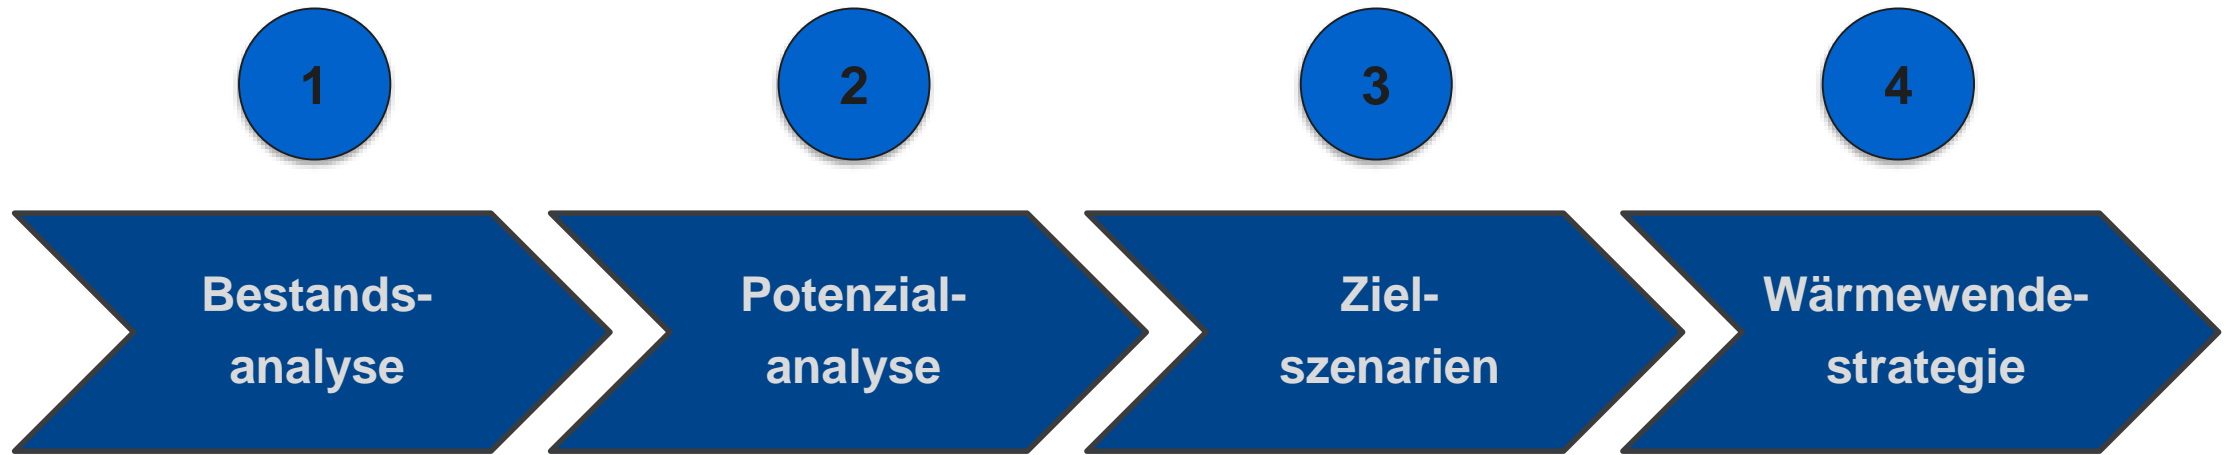 1
2
3
4
Bestands-
analyse
Potenzial-
analyse
Ziel-
szenarien
Wärmewende-
strategie